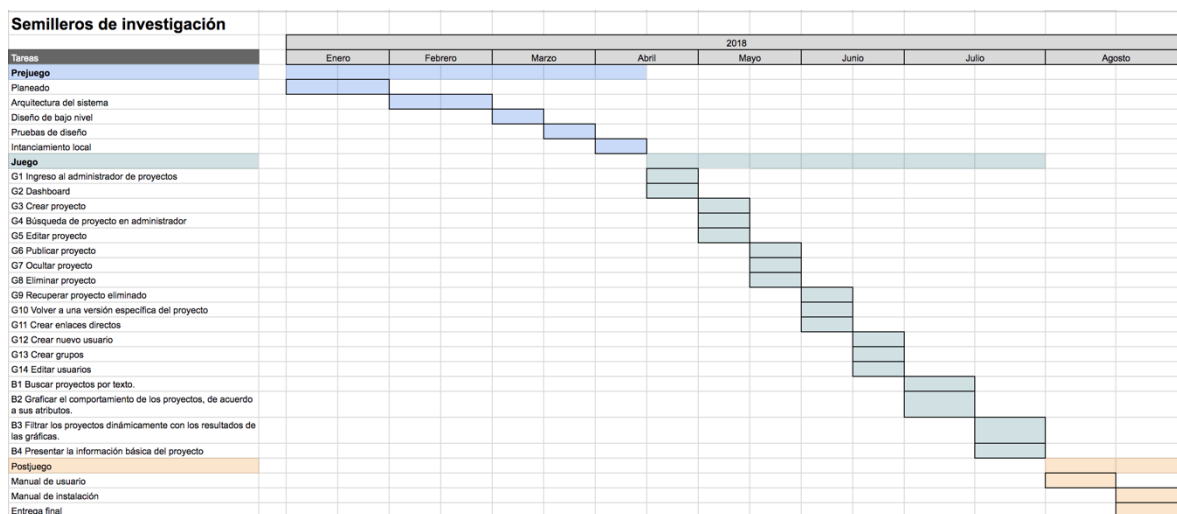 Semilleros de investigación
2018
Tareas Enero Febrero Marzo Abril Mayo Junio Julio Agosto
Prejuego
Planeado
Arquitectura del sistema
Diseño de bajo nivel
Pruebas de diseño
Intanciamiento local
Juego
G1 Ingreso al administrador de proyectos
G2 Dashboard
G3 Crear proyecto
G4 Búsqueda de proyecto en administrador
G5 Editar proyecto
G6 Publicar proyecto
G7 Ocultar proyecto
G8 Eliminar proyecto
G9 Recuperar proyecto eliminado
G10 Volver a una versión específica del proyecto
G11 Crear enlaces directos
G12 Crear nuevo usuario
G13 Crear grupos
G14 Editar usuarios
B1 Buscar proyectos por texto.
B2 Graficar el comportamiento de los proyectos, de acuerdo
a sus atributos.
B3 Filtrar los proyectos dinámicamente con los resultados de
las gráficas.
B4 Presentar la información básica del proyecto
Postjuego
Manual de usuario
Manual de instalación
Entrega final